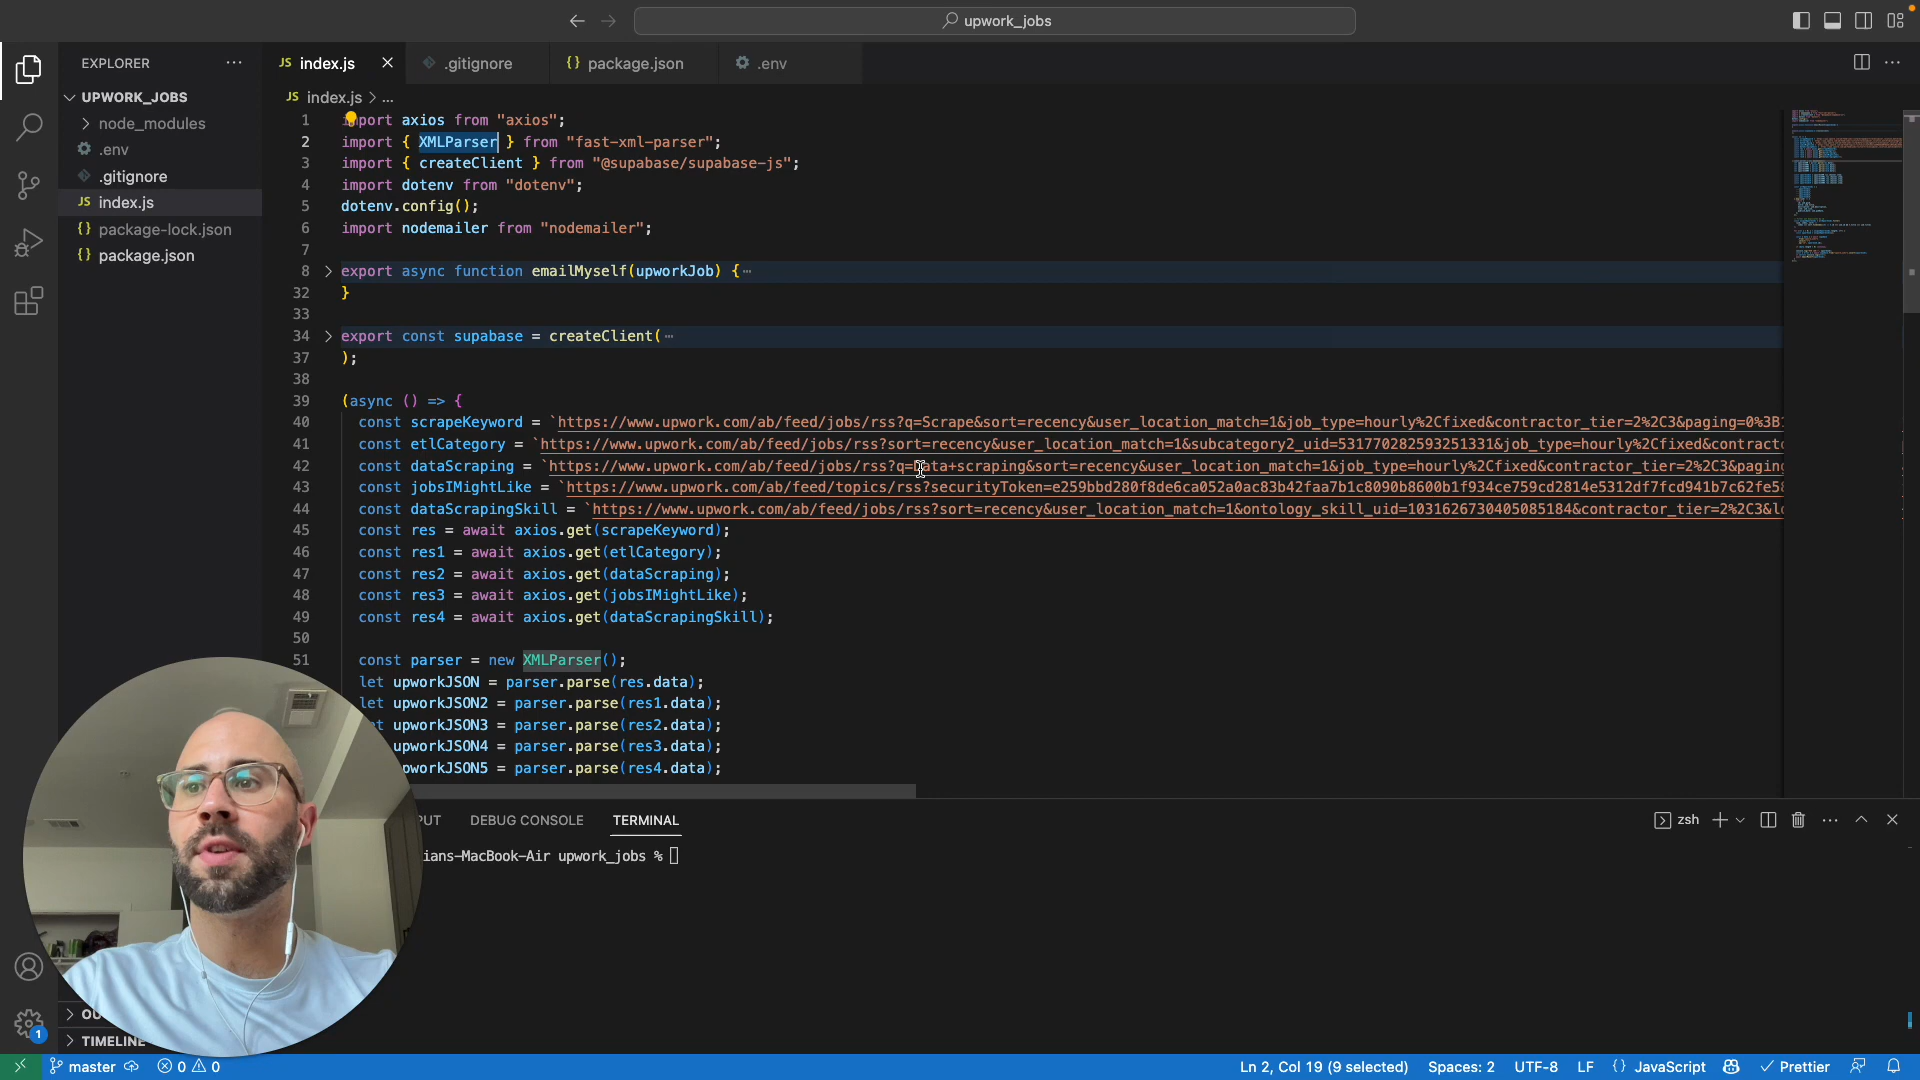 upwork_jobs
EXPLORER
UPWORK_JOBS
node_modules
.env
.gitignore
index.js
package-lock.json
package.json
index.js
.gitignore
package.json
.env
index.js > ...
1 import axios from "axios";
2 import { XMLParser } from "fast-xml-parser";
3 import { createClient } from "@supabase/supabase-js";
4 import dotenv from "dotenv";
5 dotenv.config();
6 import nodemailer from "nodemailer";
7
8 export async function emailMyself(upworkJob) {
32 }
33
34 export const supabase = createClient(
37 );
38
39 (async () => {
40 const scrapeKeyword = `https://www.upwork.com/ab/feed/jobs/rss?q=Scrape&sort=recency&user_location_match=1&job_type=hourly%2Cfixed&contractor_tier=2%2C3&paging=0%3B1
41 const etlCategory = `https://www.upwork.com/ab/feed/jobs/rss?sort=recency&user_location_match=1&subcategory2_uid=531770282593251331&job_type=hourly%2Cfixed&contractor
42 const dataScraping = `https://www.upwork.com/ab/feed/jobs/rss?q=Data+scraping&sort=recency&user_location_match=1&job_type=hourly%2Cfixed&contractor_tier=2%2C3&paging
43 const jobsIMightLike = `https://www.upwork.com/ab/feed/topics/rss?securityToken=e259bbd280f8de6ca052a0ac83b42faa7b1c8090b8600b1f934ce759cd2814e5312df7fcd941b7c62fe58
44 const dataScrapingSkill = `https://www.upwork.com/ab/feed/jobs/rss?sort=recency&user_location_match=1&ontology_skill_uid=1031626730405085184&contractor_tier=2%2C3&lo
45 const res = await axios.get(scrapeKeyword);
46 const res1 = await axios.get(etlCategory);
47 const res2 = await axios.get(dataScraping);
48 const res3 = await axios.get(jobsIMightLike);
49 const res4 = await axios.get(dataScrapingSkill);
50
51 const parser = new XMLParser();
let upworkJSON = parser.parse(res.data);
let upworkJSON2 = parser.parse(res1.data);
upworkJSON3 = parser.parse(res2.data);
upworkJSON4 = parser.parse(res3.data);
pworkJSON5 = parser.parse(res4.data);
PUT DEBUG CONSOLE TERMINAL
zsh
ians-MacBook-Air upwork_jobs %
OU
TIMELINE
1
master 0 0
Ln 2, Col 19 (9 selected) Spaces: 2 UTF-8 LF {} JavaScript Prettier